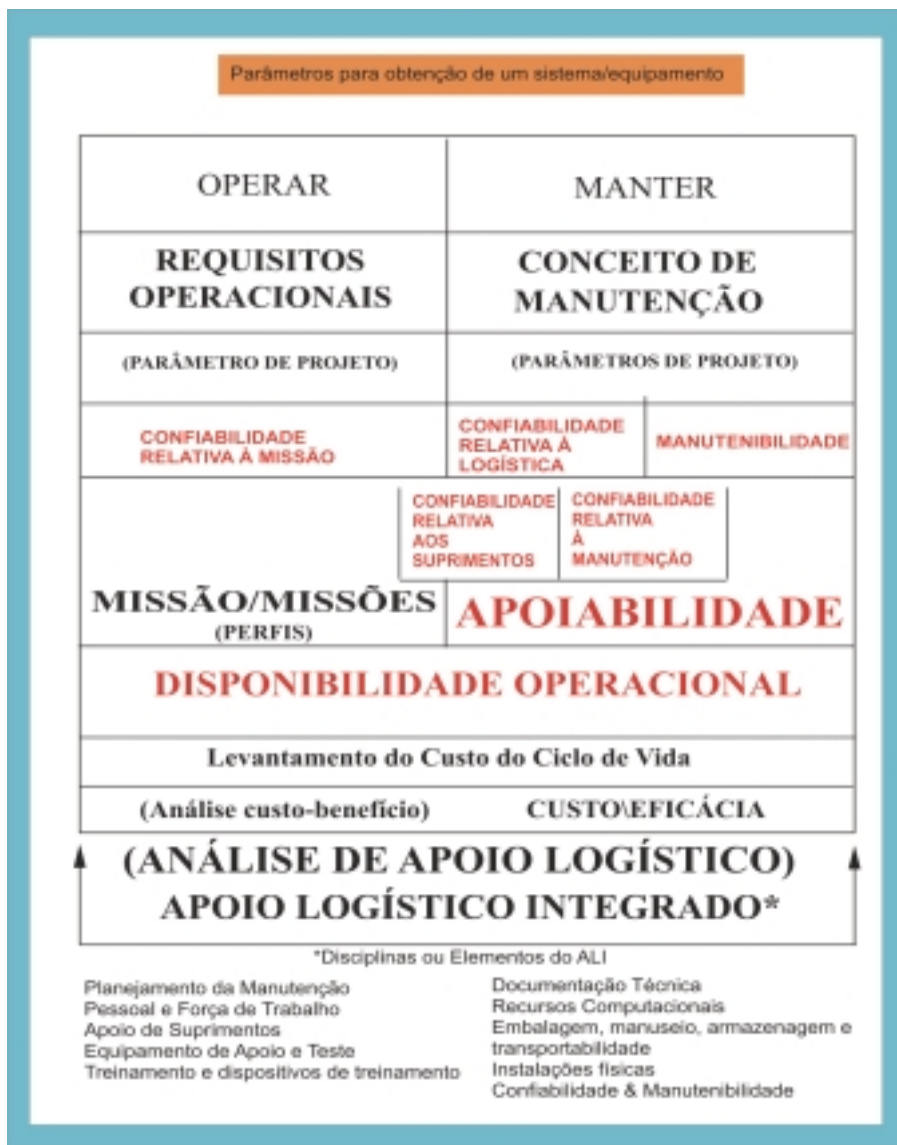 Parâmetros para obtenção de um sistema/equipamento
OPERAR
MANTER
REQUISITOS
OPERACIONAIS
CONCEITO DE
MANUTENÇÃO
(PARÂMETRO DE PROJETO)
(PARÂMETROS DE PROJETO)
CONFIABILIDADE
RELATIVA À MISSÃO
CONFIABILIDADE
RELATIVA À
LOGÍSTICA
MANUTENIBILIDADE
CONFIABILIDADE
RELATIVA
AOS
SUPRIMENTOS
CONFIABILIDADE
RELATIVA
À
MANUTENÇÃO
MISSÃO/MISSÕES
(PERFIS)
APOIABILIDADE
DISPONIBILIDADE OPERACIONAL
Levantamento do Custo do Ciclo de Vida
(Análise custo-benefício)
CUSTO\EFICÁCIA
(ANÁLISE DE APOIO LOGÍSTICO)
APOIO LOGÍSTICO INTEGRADO*
*Disciplinas ou Elementos do ALI
Planejamento da Manutenção
Pessoal e Força de Trabalho
Apoio de Suprimentos
Equipamento de Apoio e Teste
Treinamento e dispositivos de treinamento
Documentação Técnica
Recursos Computacionais
Embalagem, manuseio, armazenagem e
transportabilidade
Instalações físicas
Confiabilidade & Manutenibilidade